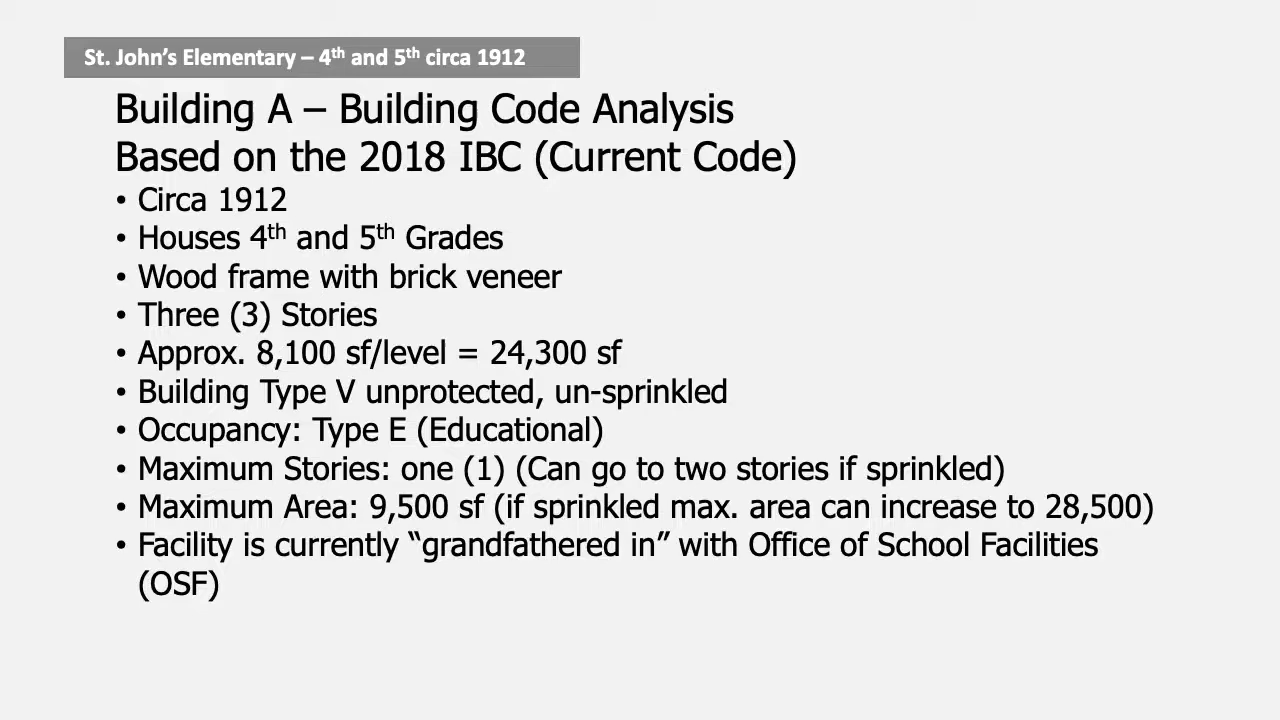 St. John’s Elementary – 4th and 5th circa 1912
Building A – Building Code Analysis
Based on the 2018 IBC (Current Code)
• Circa 1912
• Houses 4th and 5th Grades
• Wood frame with brick veneer
• Three (3) Stories
• Approx. 8,100 sf/level = 24,300 sf
• Building Type V unprotected, un-sprinkled
• Occupancy: Type E (Educational)
• Maximum Stories: one (1) (Can go to two stories if sprinkled)
• Maximum Area: 9,500 sf (if sprinkled max. area can increase to 28,500)
• Facility is currently “grandfathered in” with Office of School Facilities
(OSF)